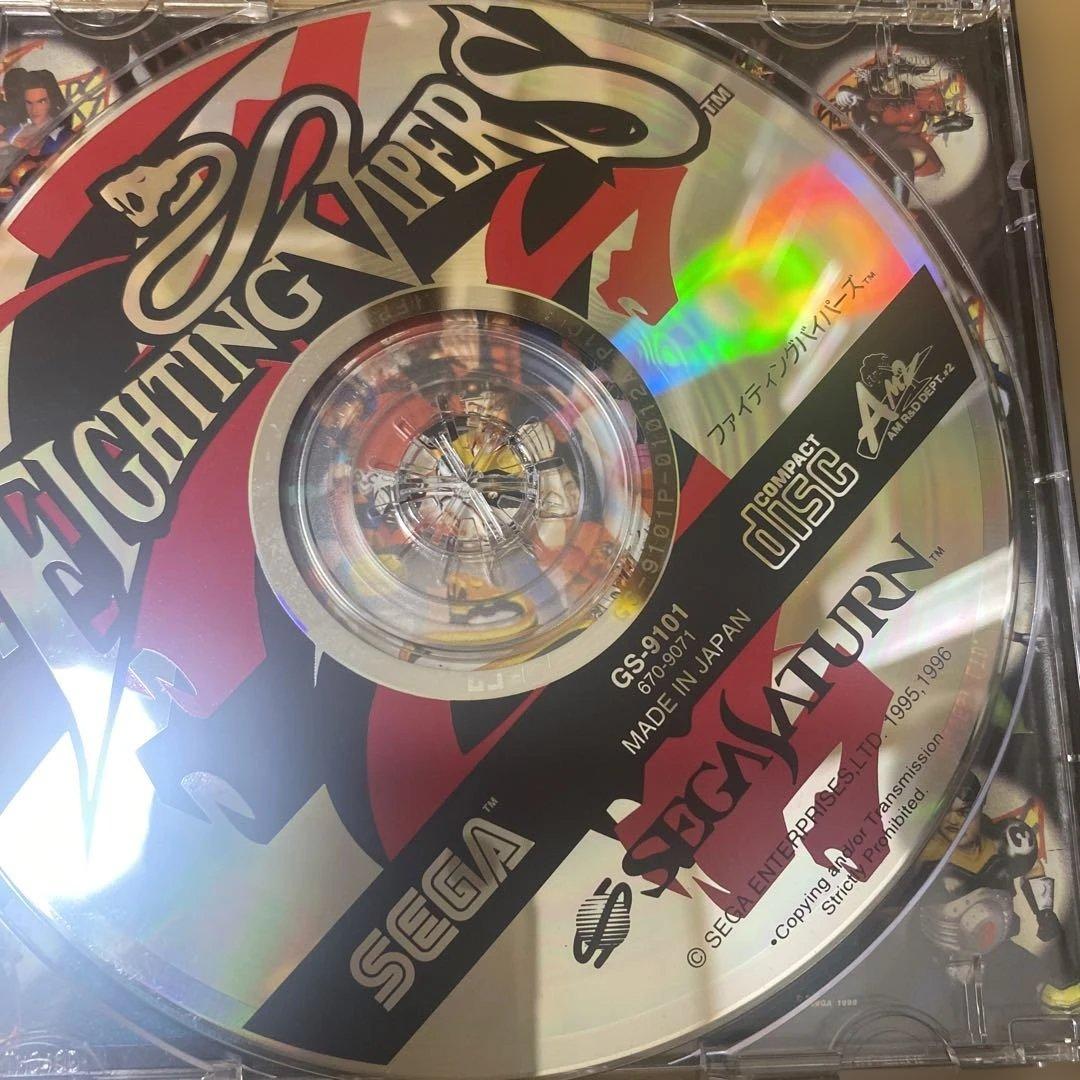 FIGHTING VIPERS™
ファイティングバイパーズ™
AM2
AM R&D DEPT.#2
COMPACT
disc
GS-9101
670-9071
MADE IN JAPAN
SEGA™
SEGA SATURN™
© SEGA ENTERPRISES,LTD. 1995,1996
•Copying and/or Transmission
Strictly Prohibited.